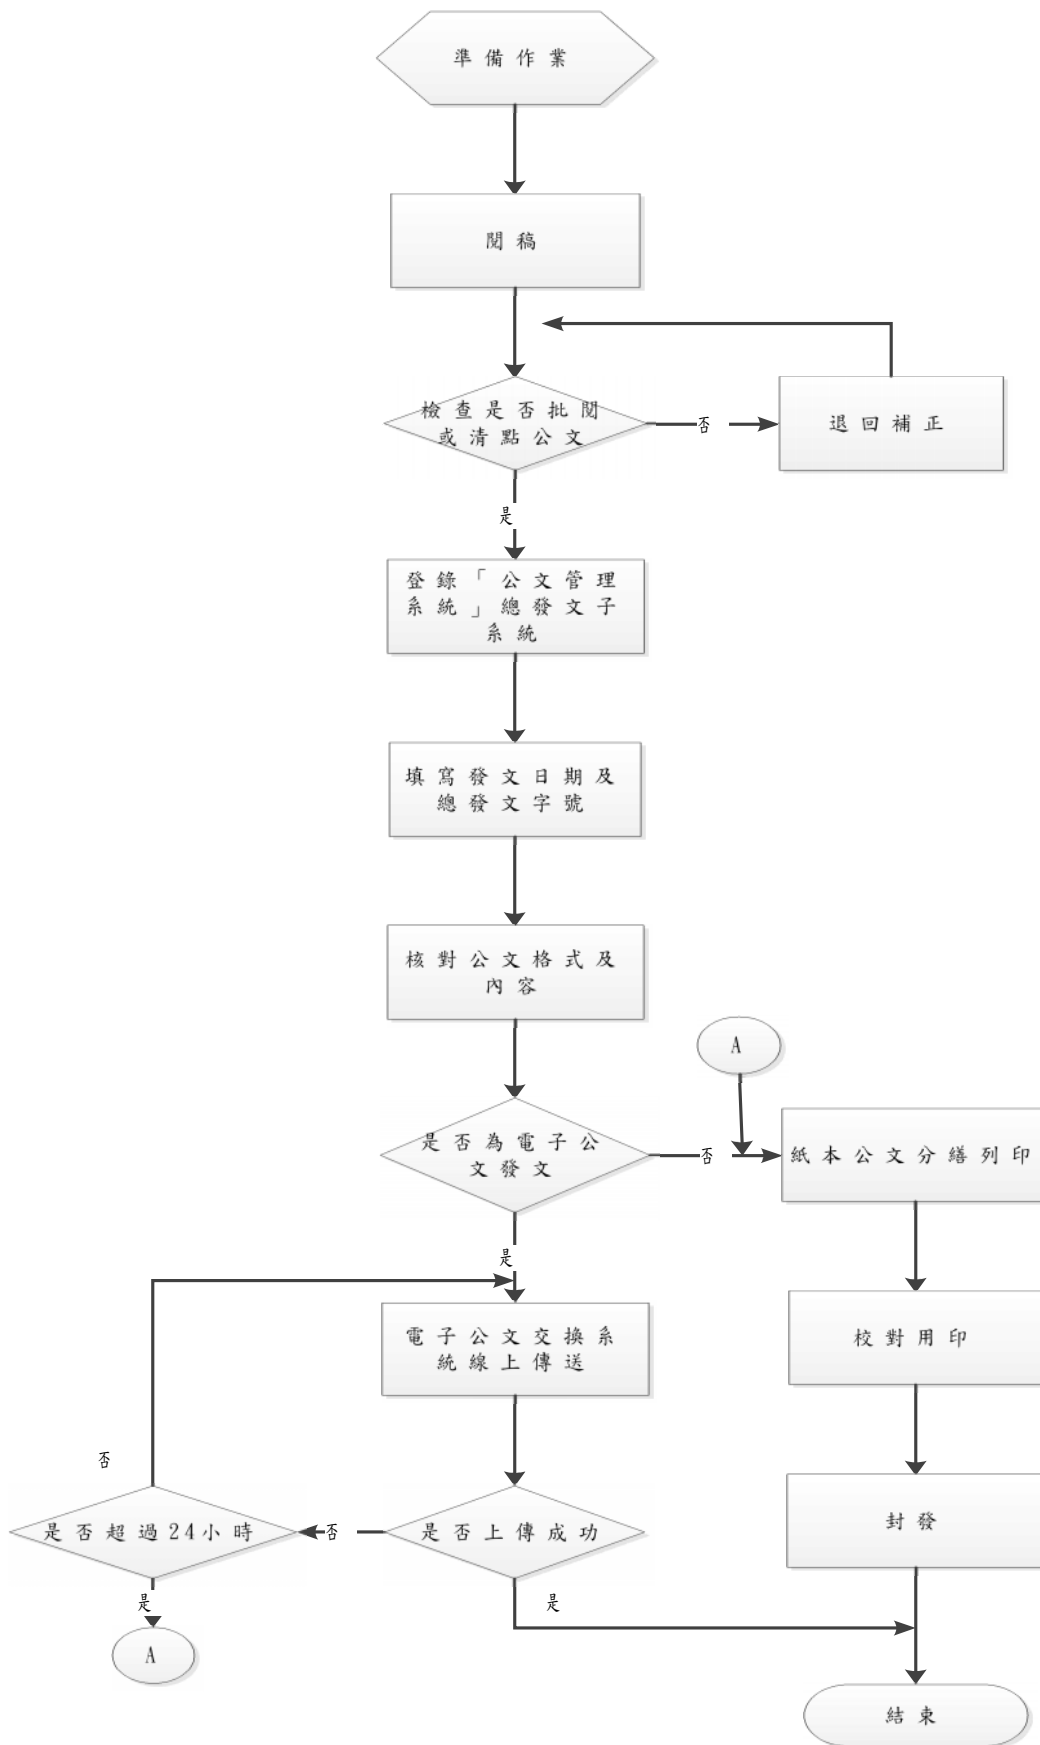 準備作業
閱稿
檢查是否批閱
或清點公文
否
退回補正
是
登錄「公文管理
系統」總發文子
系統
填寫發文日期及
總發文字號
核對公文格式及
內容
A
是否為電子公
文發文
否
紙本公文分繕列印
是
電子公文交換系
統線上傳送
校對用印
否
是否超過24小時
否
是否上傳成功
封發
是
是
A
結束